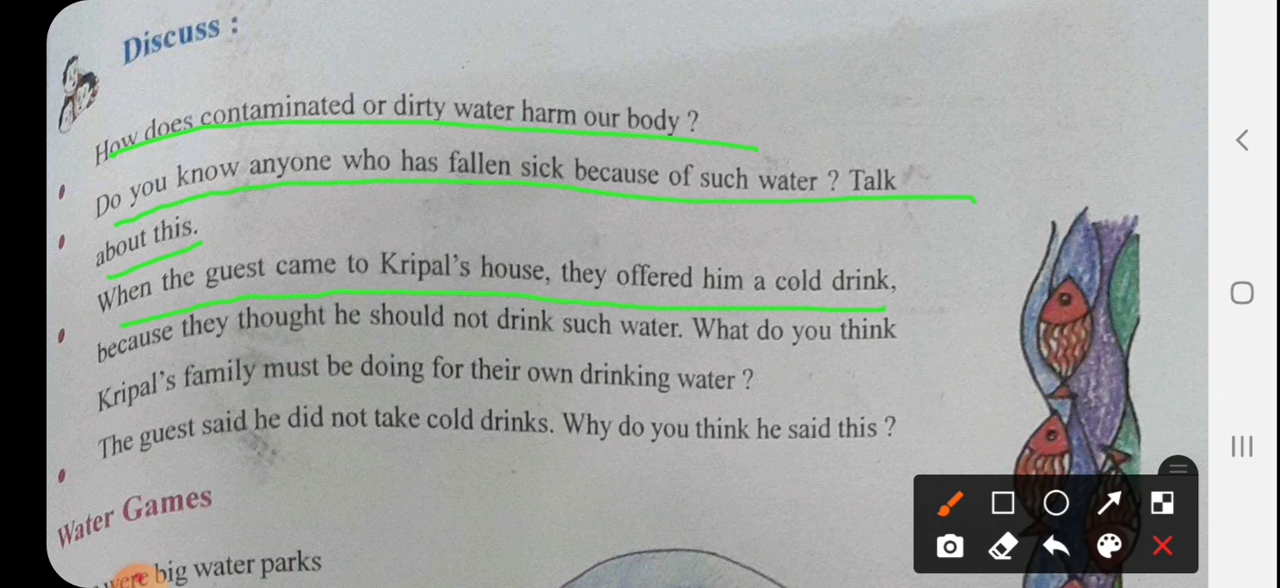 Discuss :
How does contaminated or dirty water harm our body ?
Do you know anyone who has fallen sick because of such water ? Talk
about this.
When the guest came to Kripal's house, they offered him a cold drink,
because they thought he should not drink such water. What do you think
Kripal's family must be doing for their own drinking water ?
The guest said he did not take cold drinks. Why do you think he said this ?
Water Games
were big water parks